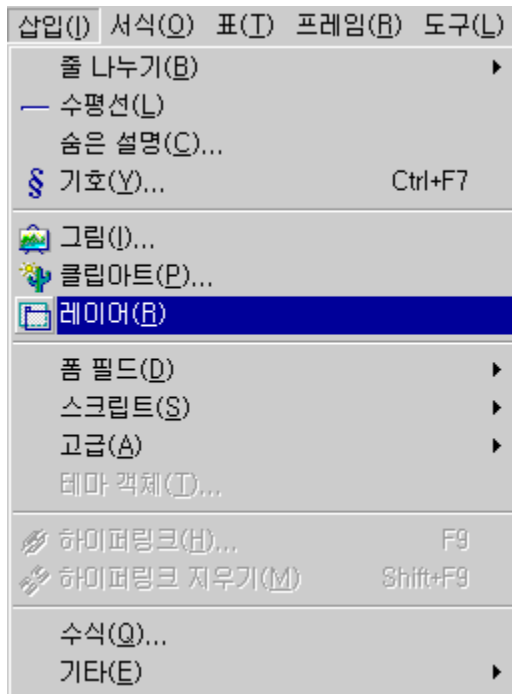 삽입(I) 서식(O) 표(T) 프레임(R) 도구(L)
줄 나누기(B)
수평선(L)
숨은 설명(C)...
기호(Y)... Ctrl+F7
그림(I)...
클립아트(P)...
레이어(R)
폼 필드(D)
스크립트(S)
고급(A)
테마 객체(T)...
하이퍼링크(H)... F9
하이퍼링크 지우기(M) Shift+F9
수식(Q)...
기타(E)